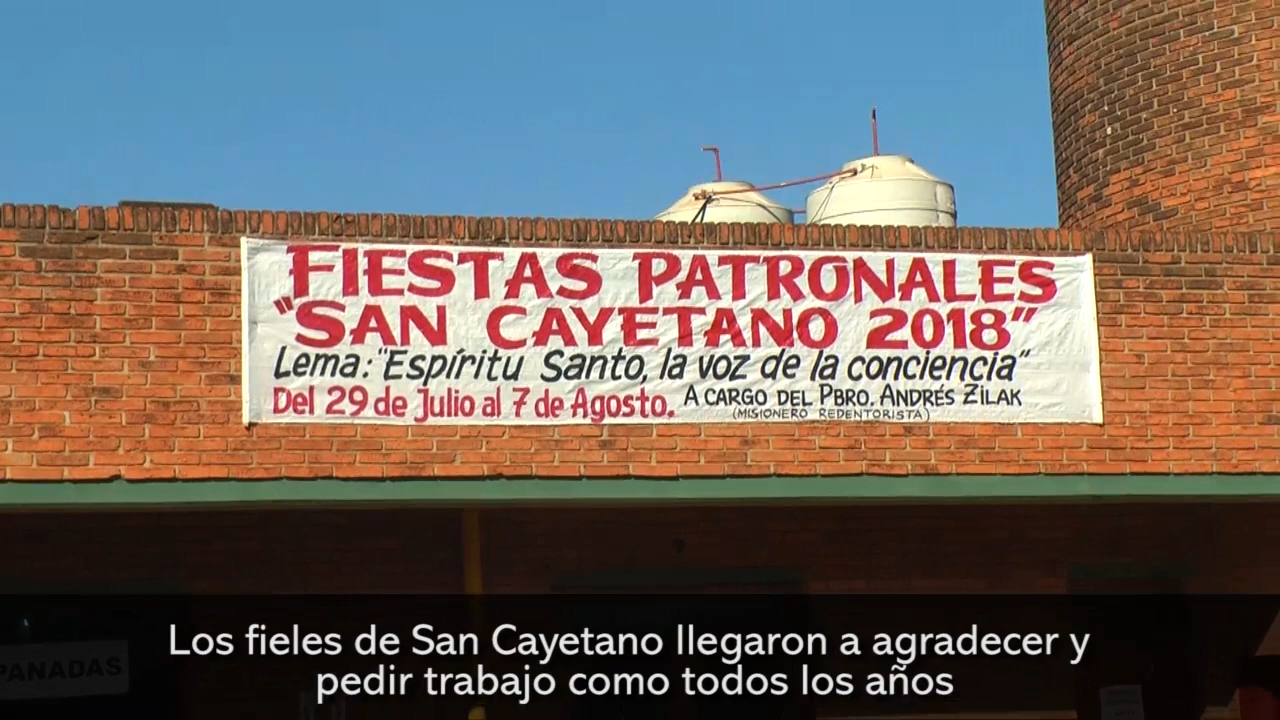 FIESTAS PATRONALES
"SAN CAYETANO 2018"
Lema: "Espíritu Santo, la voz de la conciencia"
Del 29 de Julio al 7 de Agosto. A CARGO DEL PBRO. ANDRÉS ZILAK
(MISIONERO REDENTORISTA)
PANADAS
Los fieles de San Cayetano llegaron a agradecer y
pedir trabajo como todos los años